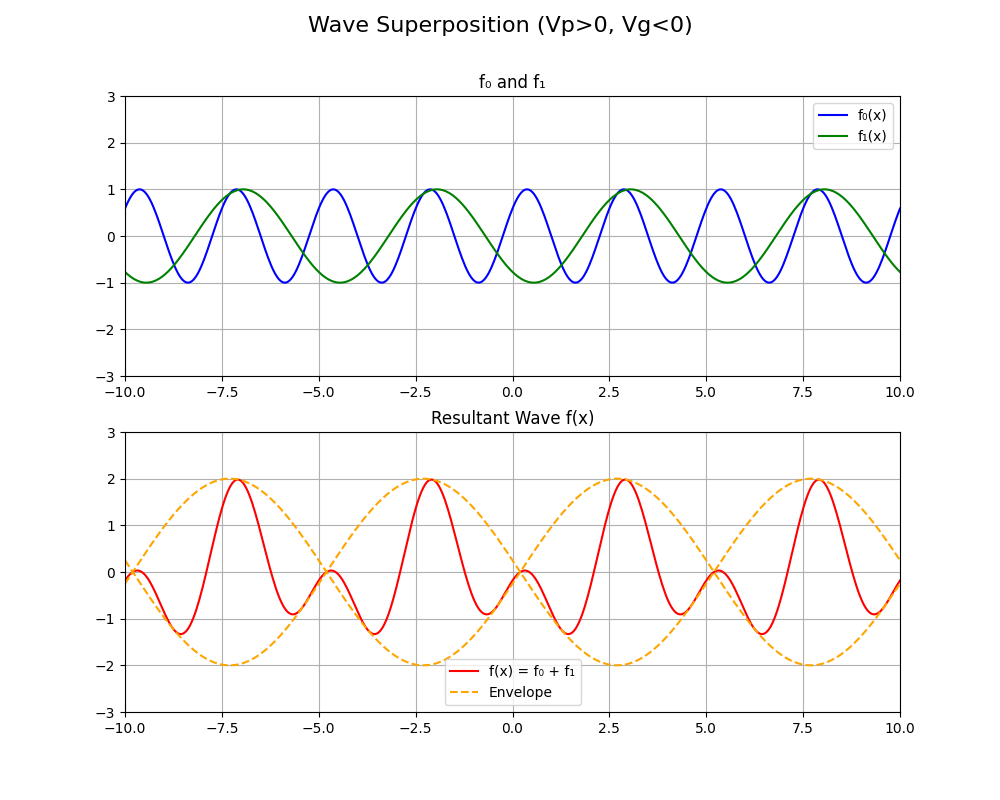 Wave Superposition (Vp>0, Vg<0)
f₀ and f₁
3
2
1
0
−1
−2
−3
f₀(x)
f₁(x)
−10.0 −7.5 −5.0 −2.5 0.0 2.5 5.0 7.5 10.0
Resultant Wave f(x)
3
2
1
0
−1
−2
−3
f(x) = f₀ + f₁
Envelope
−10.0 −7.5 −5.0 −2.5 0.0 2.5 5.0 7.5 10.0